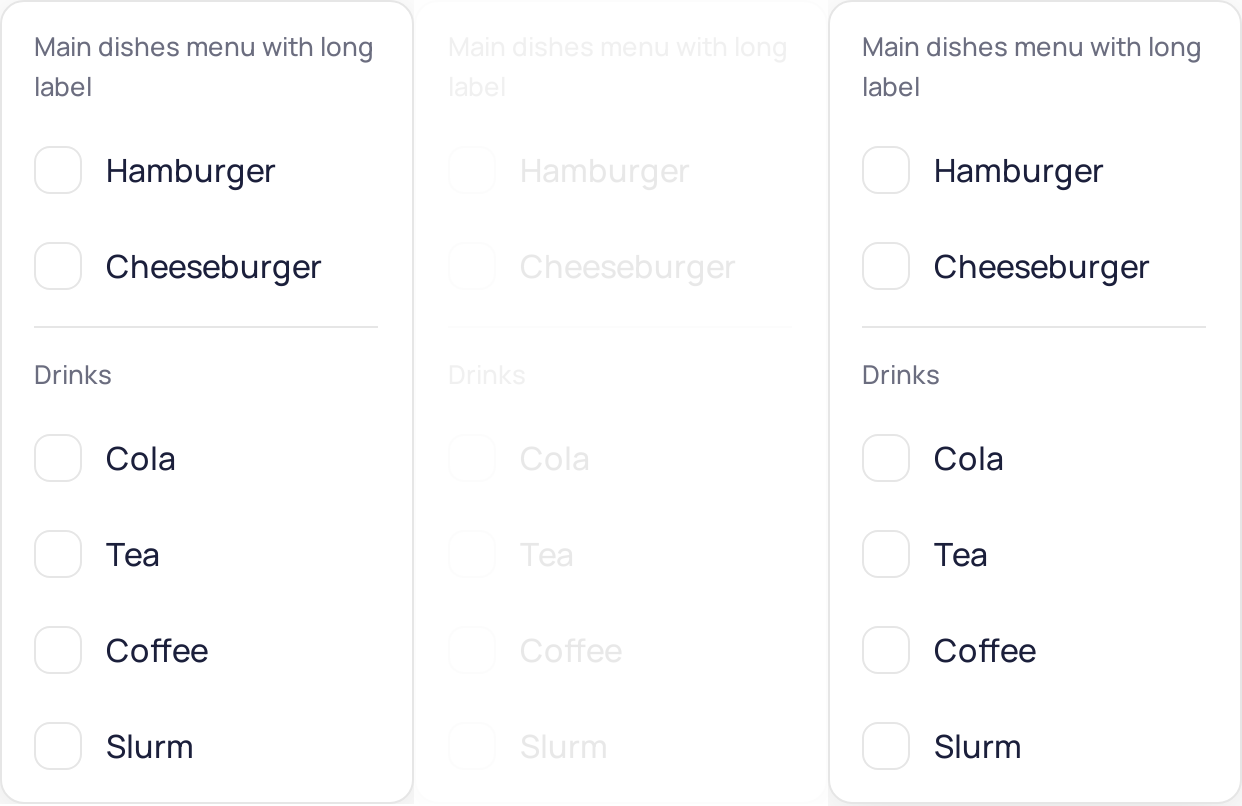 Main dishes menu with long
label
Hamburger
Cheeseburger
Drinks
Cola
Tea
Coffee
Slurm
Main dishes menu with long
label
Hamburger
Cheeseburger
Drinks
Cola
Tea
Coffee
Slurm
Main dishes menu with long
label
Hamburger
Cheeseburger
Drinks
Cola
Tea
Coffee
Slurm